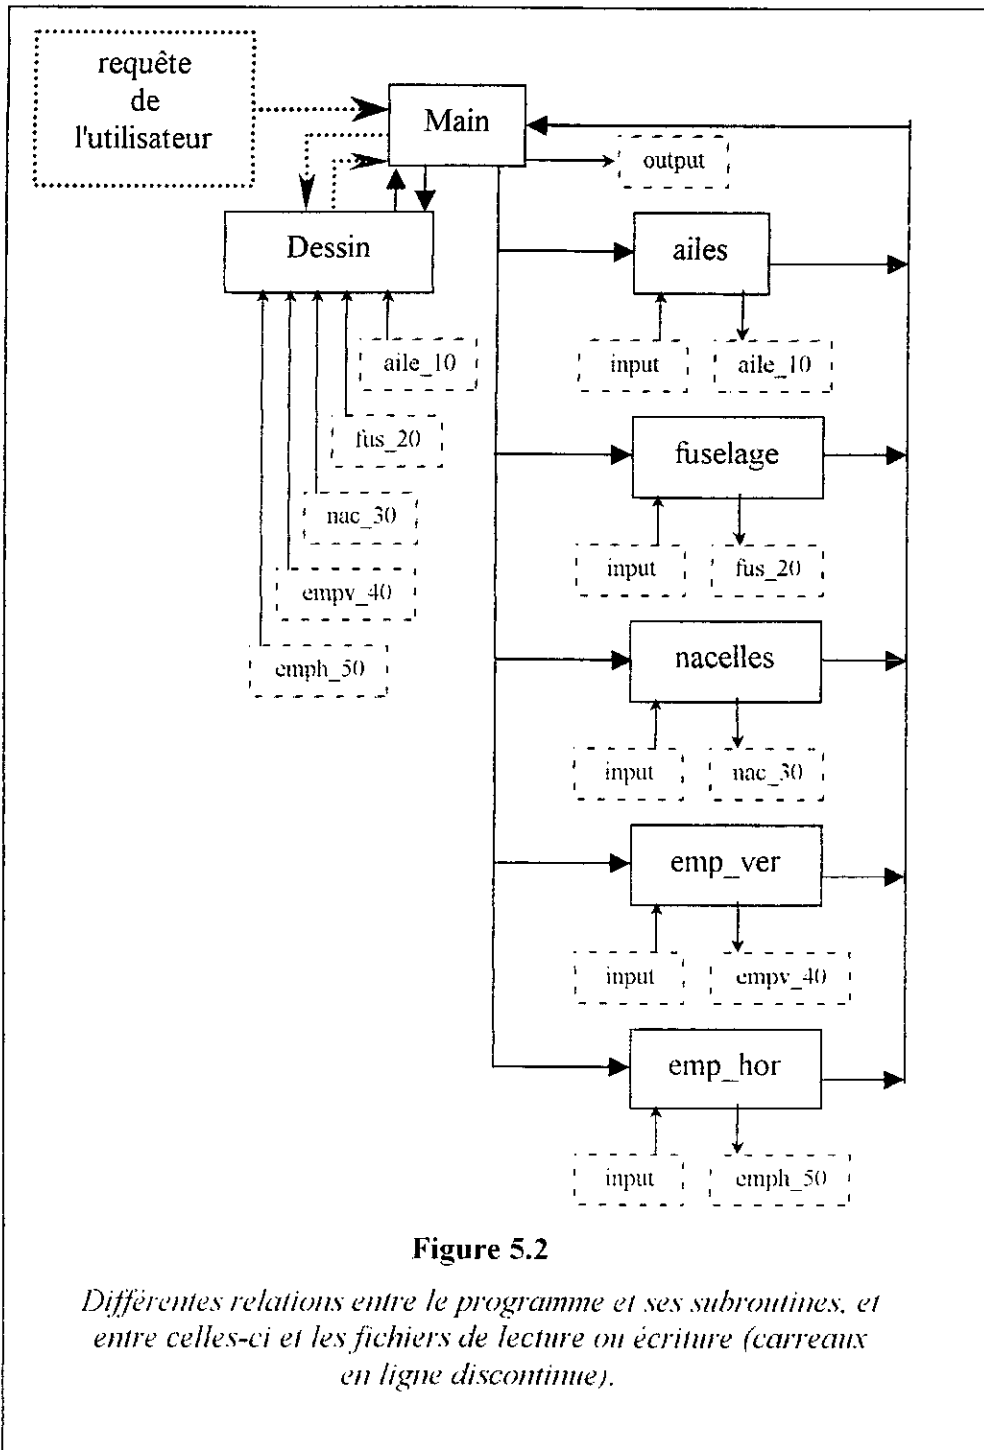 requête
de
l'utilisateur
Main
output
Dessin
ailes
aile_10
input
aile_10
fus_20
fuselage
nac_30
input
fus_20
empv_40
emph_50
nacelles
input
nac_30
emp_ver
input
empv_40
emp_hor
input
emph_50
Figure 5.2
Différentes relations entre le programme et ses subroutines, et
entre celles-ci et les fichiers de lecture ou écriture (carreaux
en ligne discontinue).